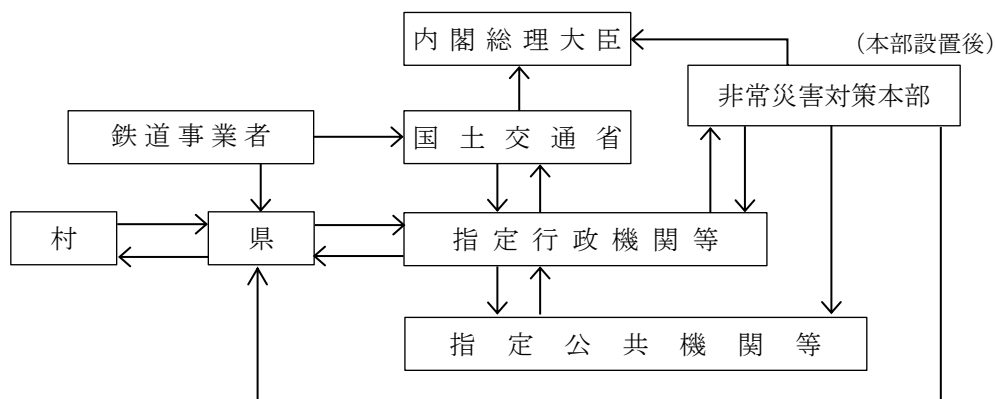 内閣総理大臣
(本部設置後)
非常災害対策本部
鉄道事業者
国土交通省
村
県
指定行政機関等
指定公共機関等